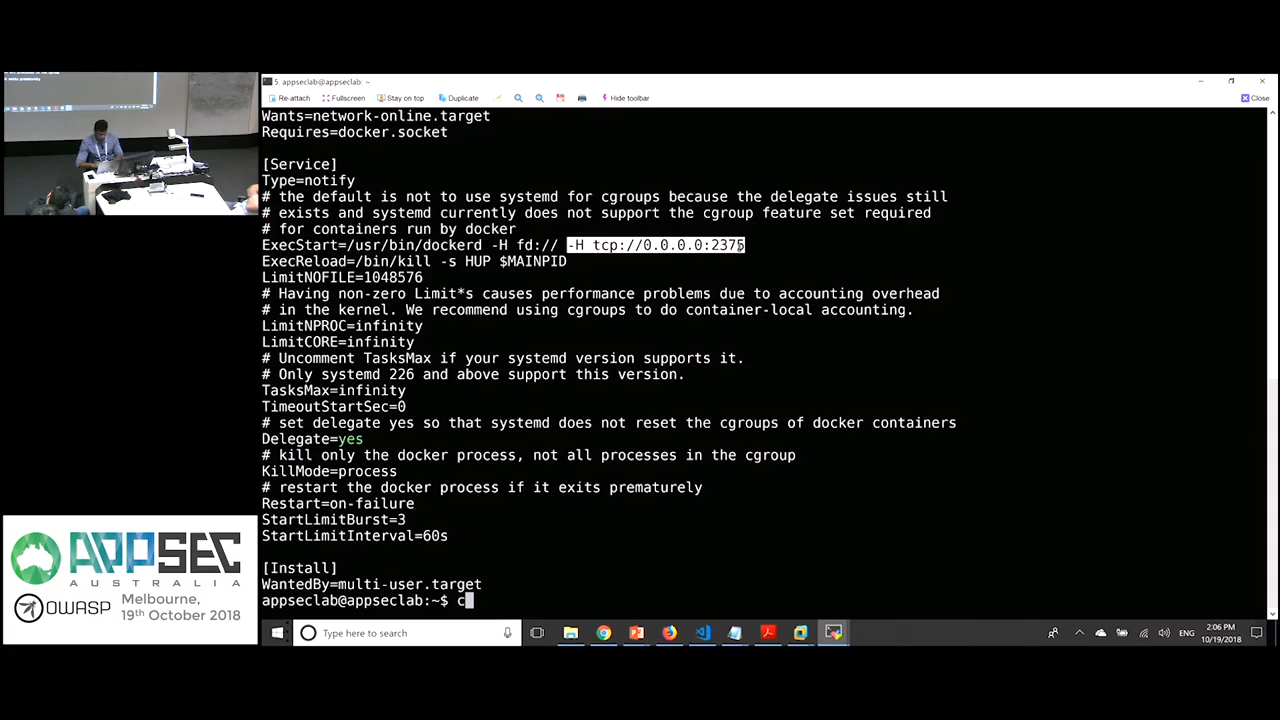 5. appseclab@appseclab: ~
Re-attach Fullscreen Stay on top Duplicate Hide toolbar Close
Wants=network-online.target
Requires=docker.socket
[Service]
Type=notify
# the default is not to use systemd for cgroups because the delegate issues still
# exists and systemd currently does not support the cgroup feature set required
# for containers run by docker
ExecStart=/usr/bin/dockerd -H fd:// -H tcp://0.0.0.0:2375
ExecReload=/bin/kill -s HUP $MAINPID
LimitNOFILE=1048576
# Having non-zero Limit*s causes performance problems due to accounting overhead
# in the kernel. We recommend using cgroups to do container-local accounting.
LimitNPROC=infinity
LimitCORE=infinity
# Uncomment TasksMax if your systemd version supports it.
# Only systemd 226 and above support this version.
TasksMax=infinity
TimeoutStartSec=0
# set delegate yes so that systemd does not reset the cgroups of docker containers
Delegate=yes
# kill only the docker process, not all processes in the cgroup
KillMode=process
# restart the docker process if it exits prematurely
Restart=on-failure
StartLimitBurst=3
StartLimitInterval=60s
[Install]
WantedBy=multi-user.target
appseclab@appseclab:~$ c
APPSEC
AUSTRALIA
OWASP
Melbourne,
19th October 2018
Type here to search
ENG
2:06 PM
10/19/2018